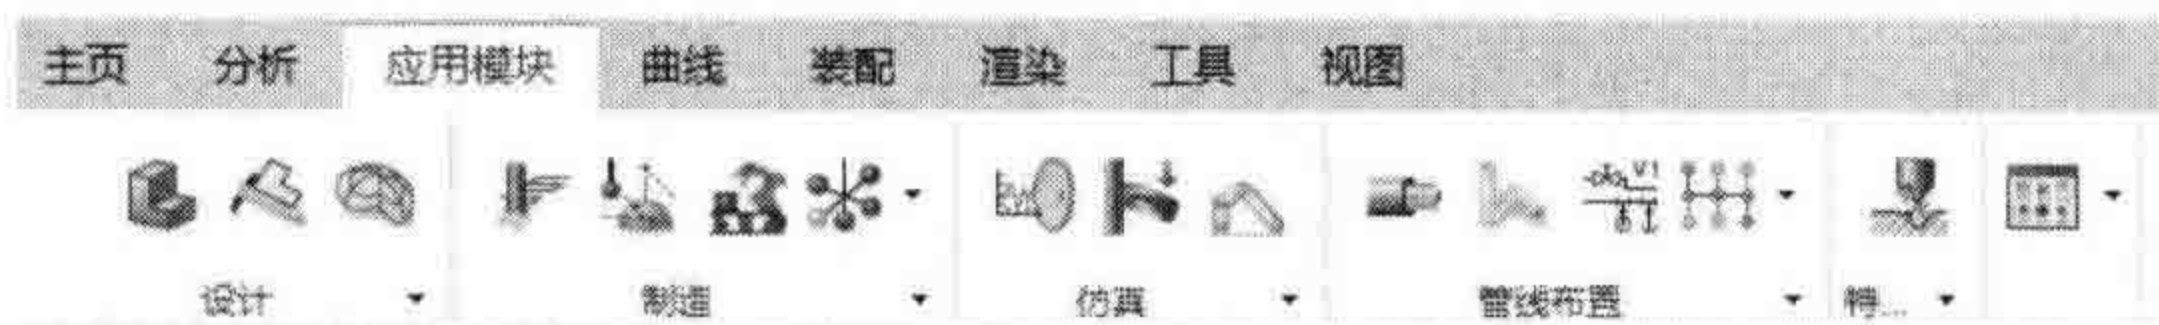 主页 分析 应用模块 曲线 装配 渲染 工具 视图
设计 制造 仿真 管线布置 特...